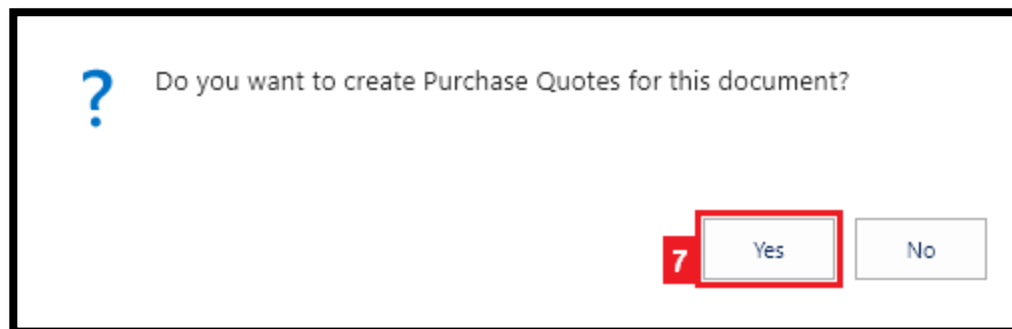 ? Do you want to create Purchase Quotes for this document?
7 Yes No